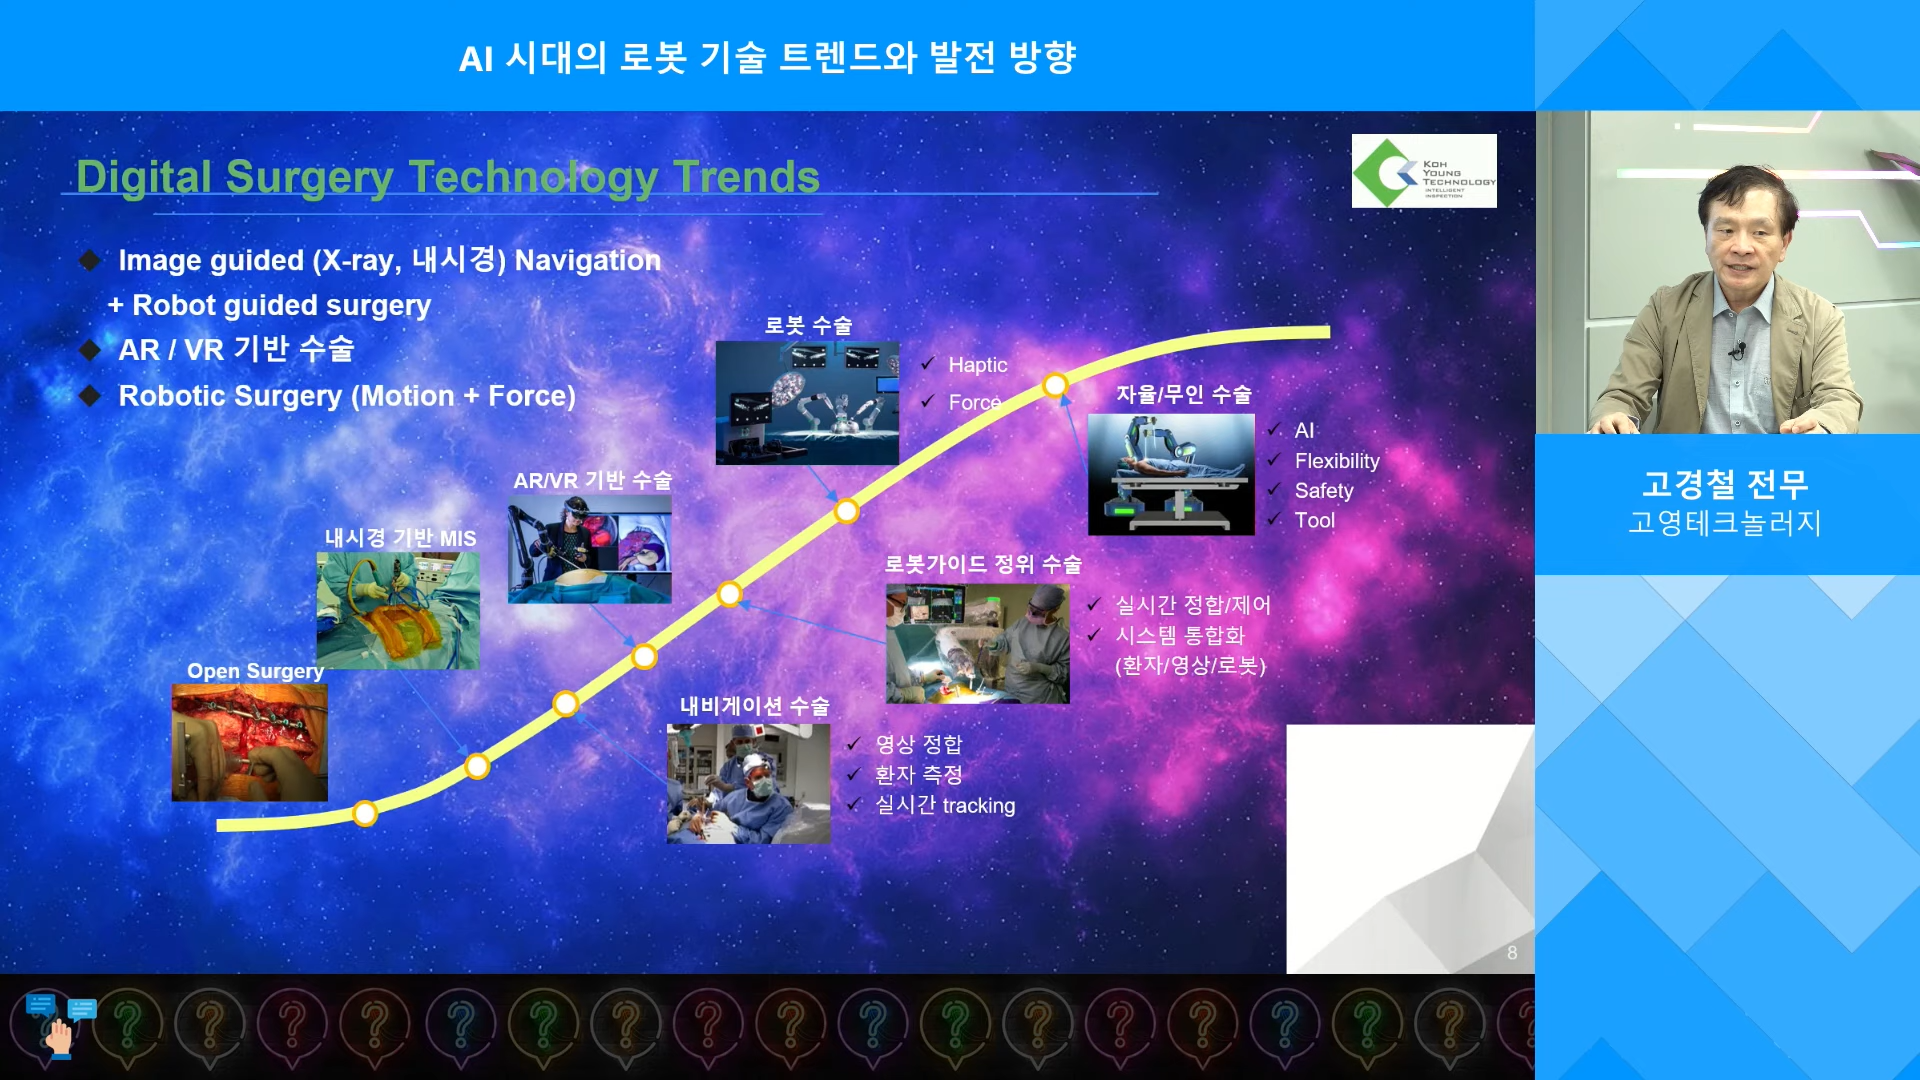 AI 시대의 로봇 기술 트렌드와 발전 방향
Digital Surgery Technology Trends
KOH
YOUNG
TECHNOLOGY
INTELLIGENT
INSPECTION
Image guided (X-ray, 내시경) Navigation
+ Robot guided surgery
AR / VR 기반 수술
Robotic Surgery (Motion + Force)
로봇 수술
Haptic
Force
자율/무인 수술
AI
Flexibility
Safety
Tool
AR/VR 기반 수술
내시경 기반 MIS
로봇가이드 정위 수술
실시간 정합/제어
시스템 통합화
(환자/영상/로봇)
Open Surgery
내비게이션 수술
영상 정합
환자 측정
실시간 tracking
8
고경철 전무
고영테크놀러지